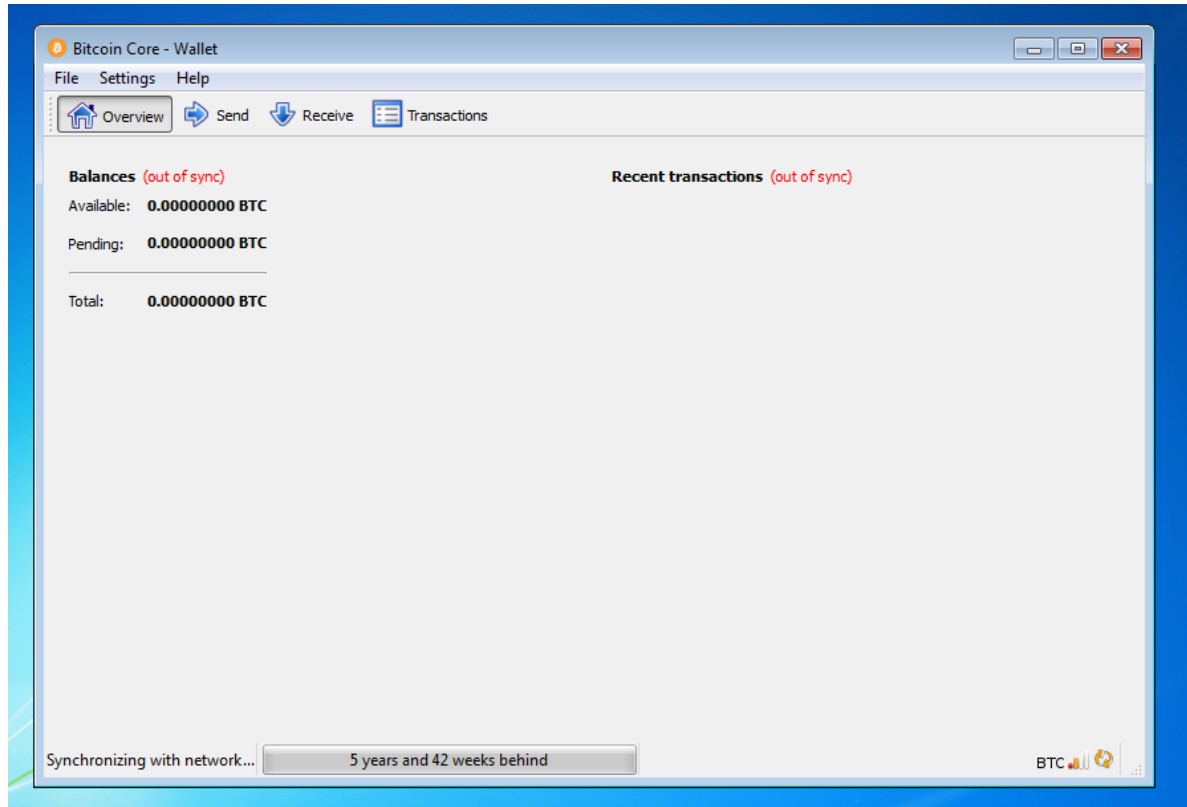 Bitcoin Core - Wallet
File Settings Help
Overview Send Receive Transactions
Balances (out of sync) Recent transactions (out of sync)
Available: 0.00000000 BTC
Pending: 0.00000000 BTC
Total: 0.00000000 BTC
Synchronizing with network... 5 years and 42 weeks behind BTC